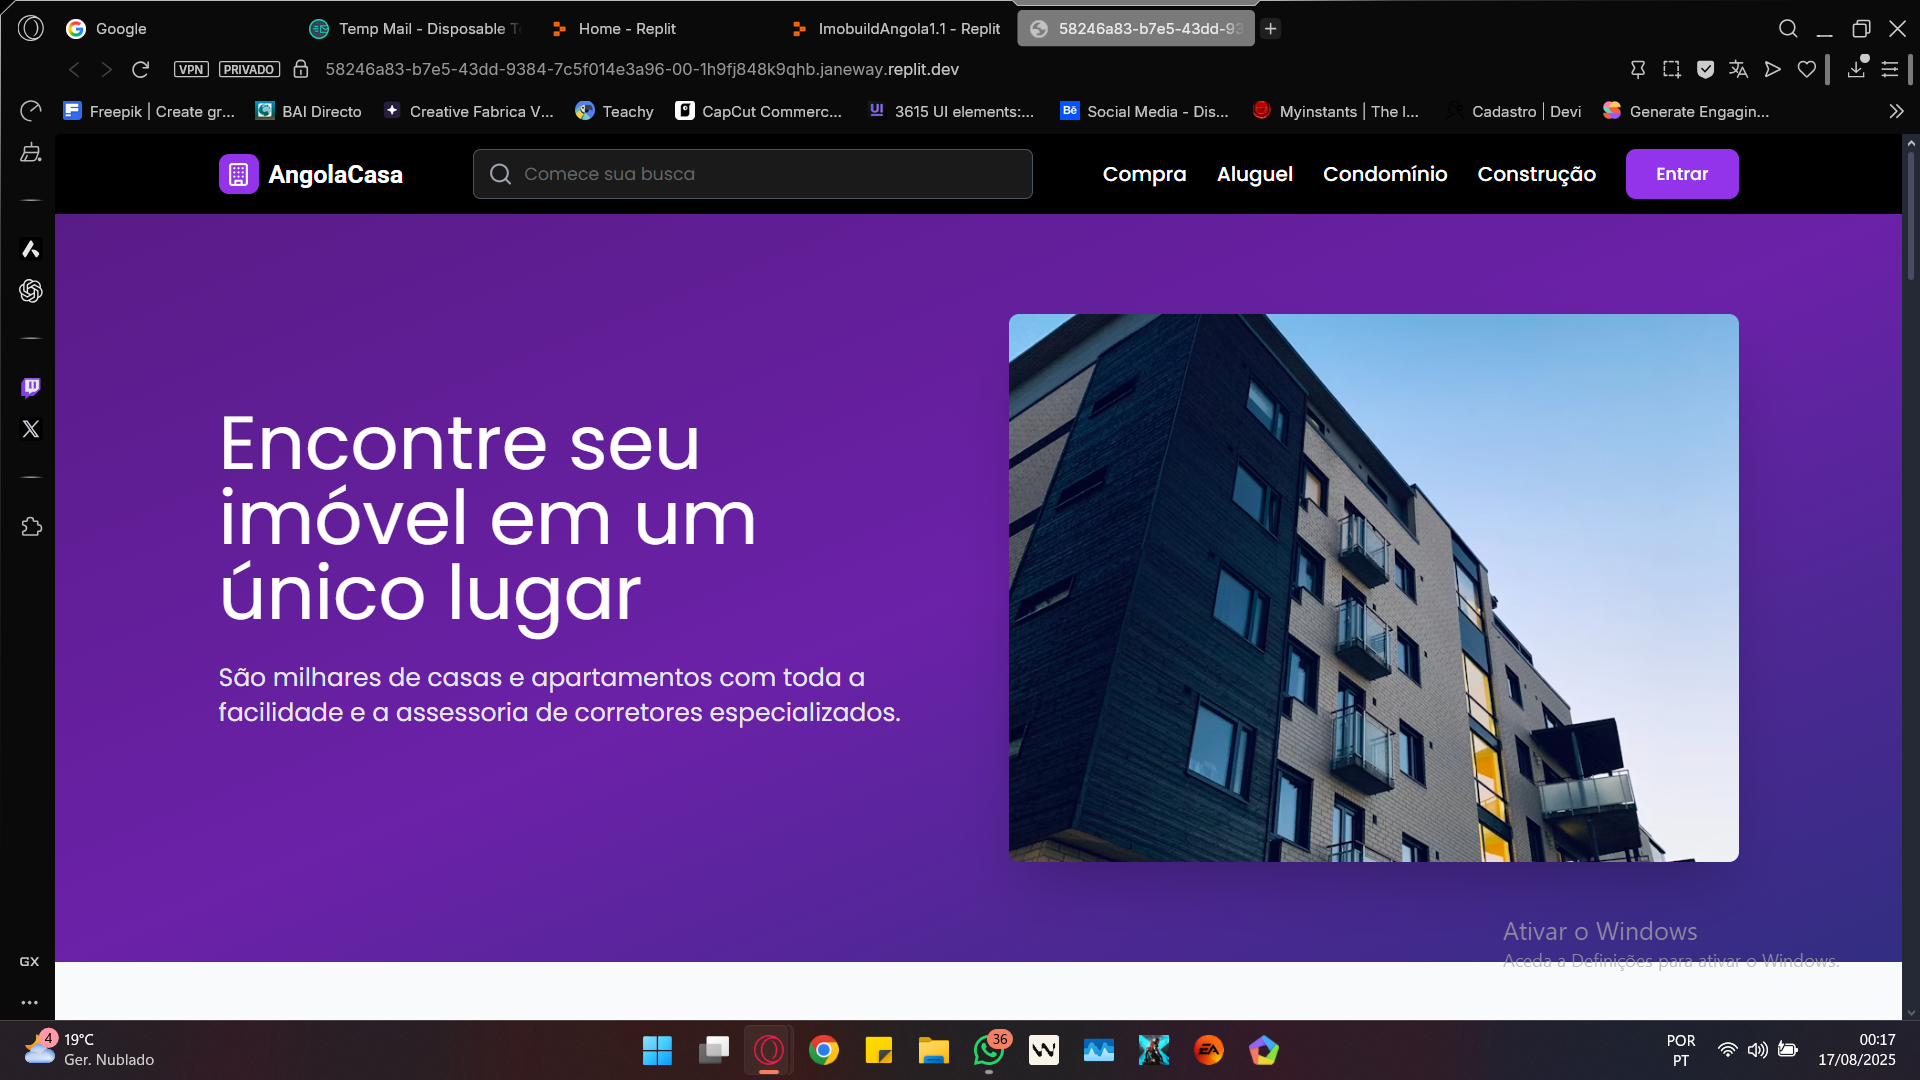 Google
Temp Mail - Disposable
Home - Replit
ImobuildAngola1.1 - Replit
58246a83-b7e5-43dd-93
VPN
PRIVADO
58246a83-b7e5-43dd-9384-7c5f014e3a96-00-1h9fj848k9qhb.janeway.replit.dev
Freepik | Create gr...
BAI Directo
Creative Fabrica V...
Teachy
CapCut Commerc...
UI
3615 UI elements:...
Bē
Social Media - Dis...
Myinstants | The I...
Cadastro | Devi
Generate Engagin...
AngolaCasa
Comece sua busca
Compra
Aluguel
Condomínio
Construção
Entrar
Encontre seu
imóvel em um
único lugar
São milhares de casas e apartamentos com toda a
facilidade e a assessoria de corretores especializados.
Ativar o Windows
Aceda a Definições para ativar o Windows.
GX
4
19°C
Ger. Nublado
36
EA
POR
PT
00:17
17/08/2025